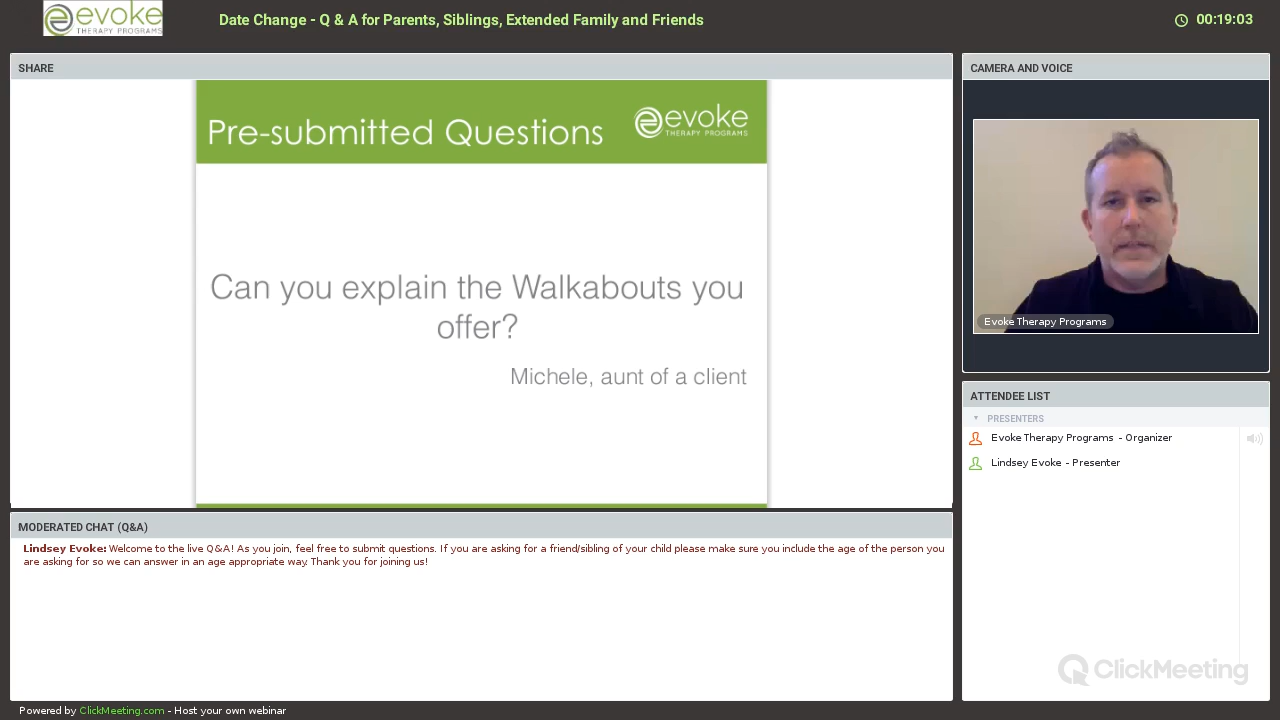 evoke
THERAPY PROGRAMS
Date Change - Q & A for Parents, Siblings, Extended Family and Friends
00:19:03
SHARE
Pre-submitted Questions
evoke
THERAPY PROGRAMS
Can you explain the Walkabouts you
offer?
Michele, aunt of a client
CAMERA AND VOICE
Evoke Therapy Programs
ATTENDEE LIST
PRESENTERS
Evoke Therapy Programs - Organizer
Lindsey Evoke - Presenter
MODERATED CHAT (Q&A)
Lindsey Evoke: Welcome to the live Q&A! As you join, feel free to submit questions. If you are asking for a friend/sibling of your child please make sure you include the age of the person you
are asking for so we can answer in an age appropriate way. Thank you for joining us!
ClickMeeting
Powered by ClickMeeting.com - Host your own webinar